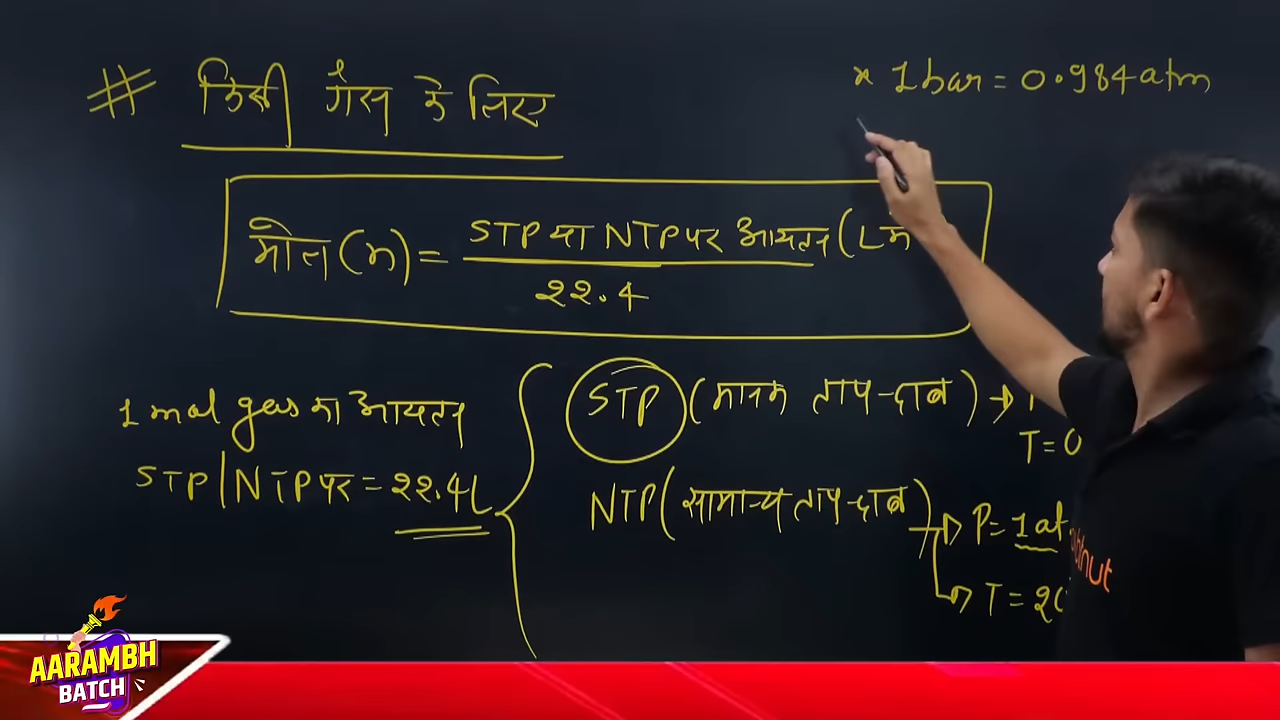 # किसी गैस के लिए
* 1 bar = 0.984 atm
मोल (n) = STP या NTP पर आयतन (L में
22.4
1 mol gas का आयतन
STP | NTP पर = 22.4L
STP (मानक ताप-दाब) →
T = 0
NTP (सामान्य ताप-दाब)
P = 1 at
T = 20
AARAMBH
BATCH